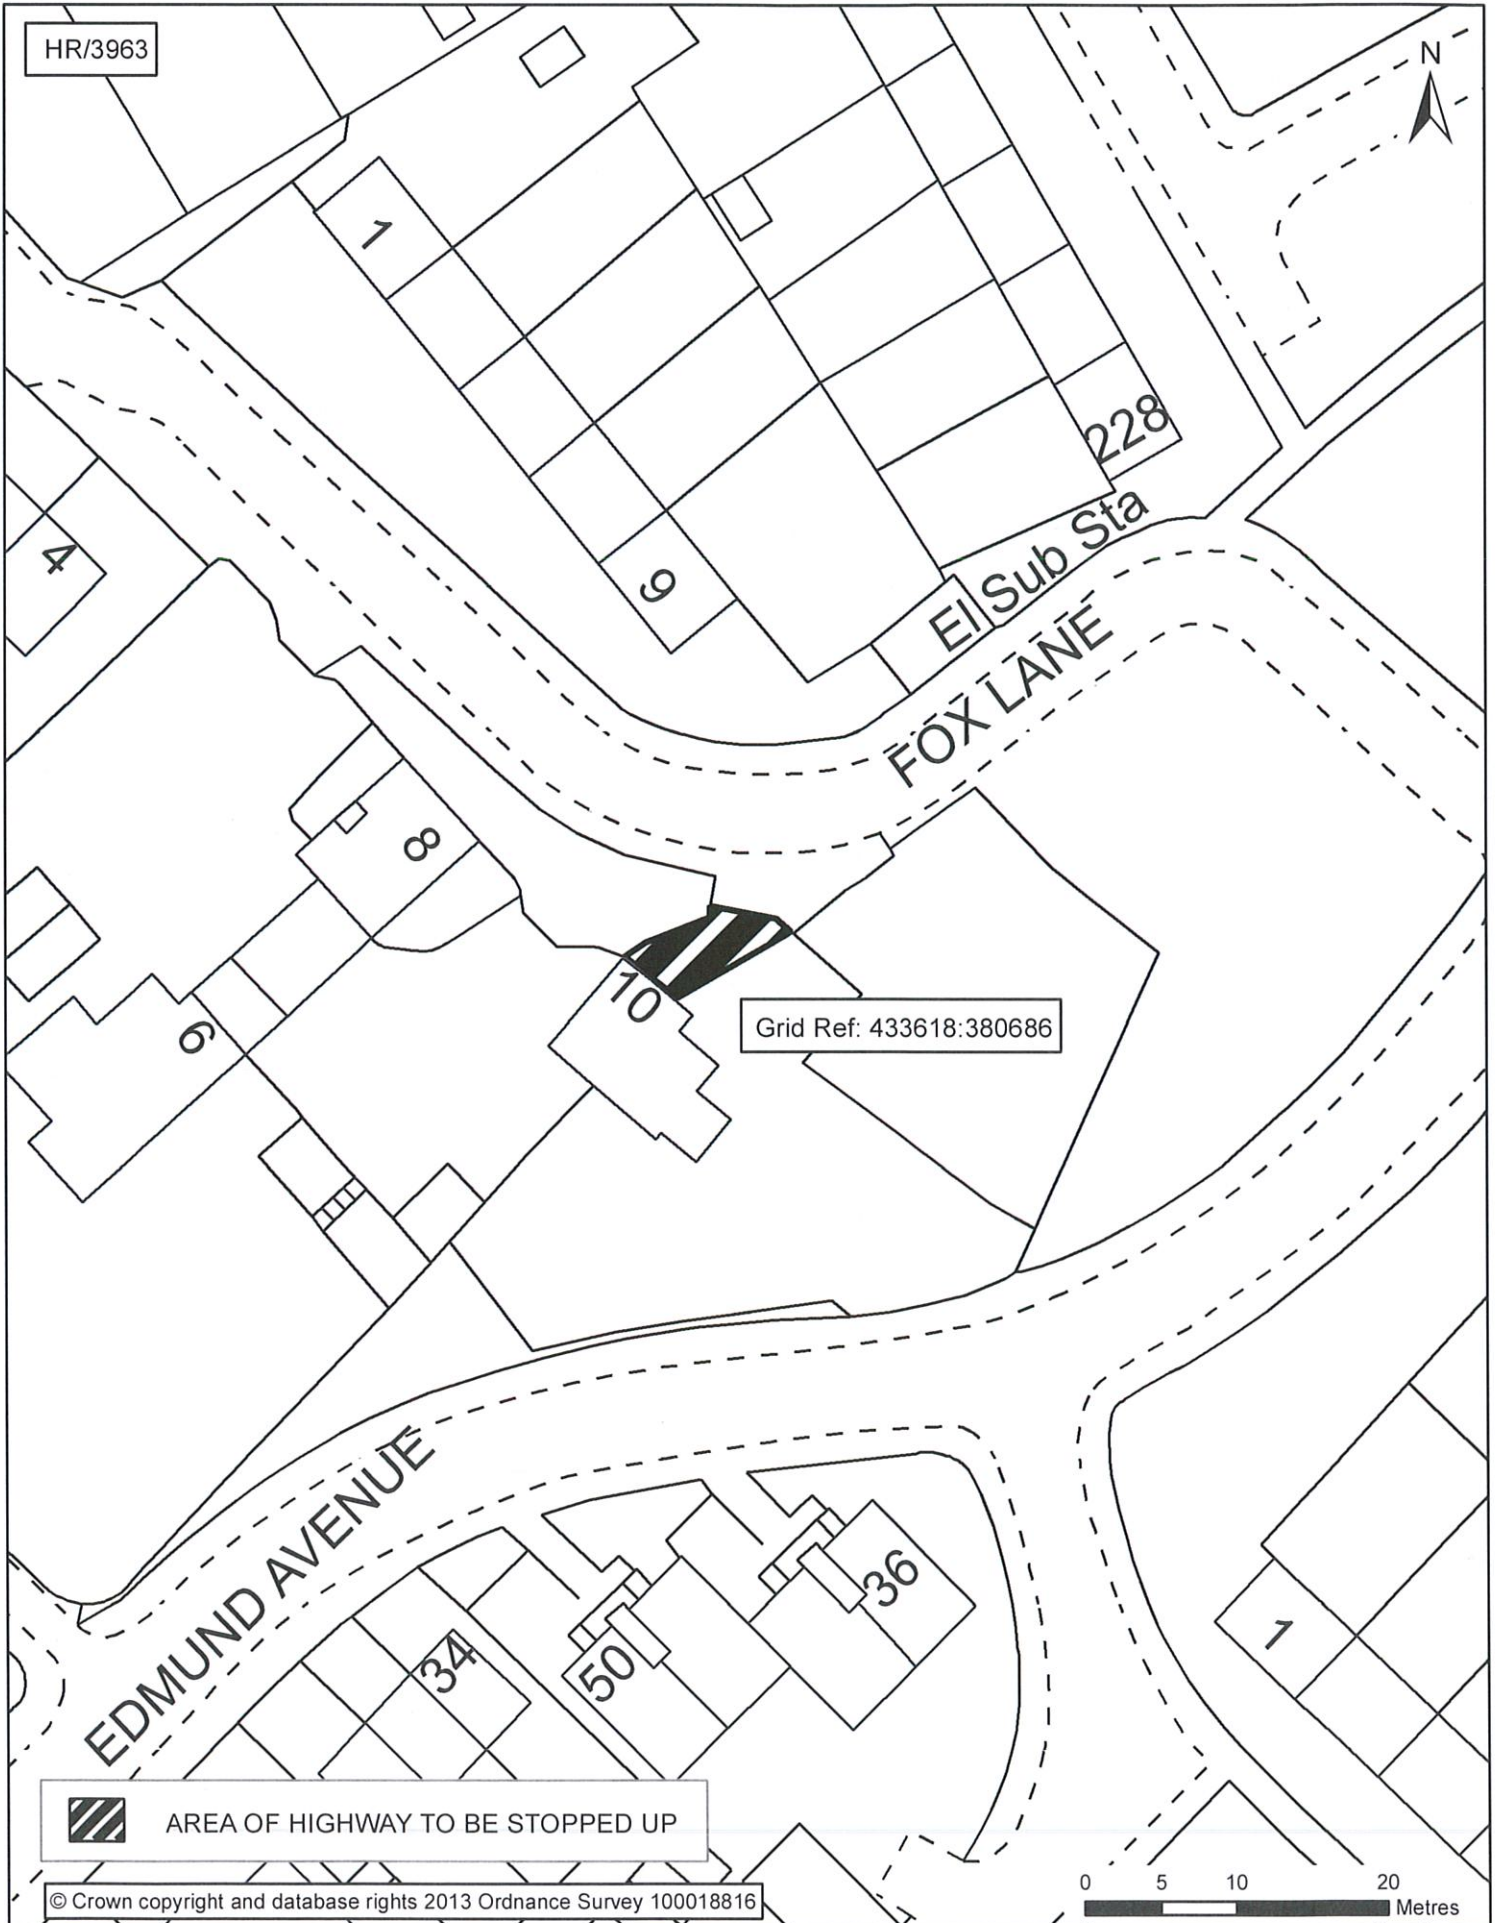 HR/3963
N
1
228
4
9
El Sub Sta
FOX LANE
8
10
6
Grid Ref: 433618:380686
EDMUND AVENUE
36
34
50
1
AREA OF HIGHWAY TO BE STOPPED UP
0 5 10 20
Metres
© Crown copyright and database rights 2013 Ordnance Survey 100018816